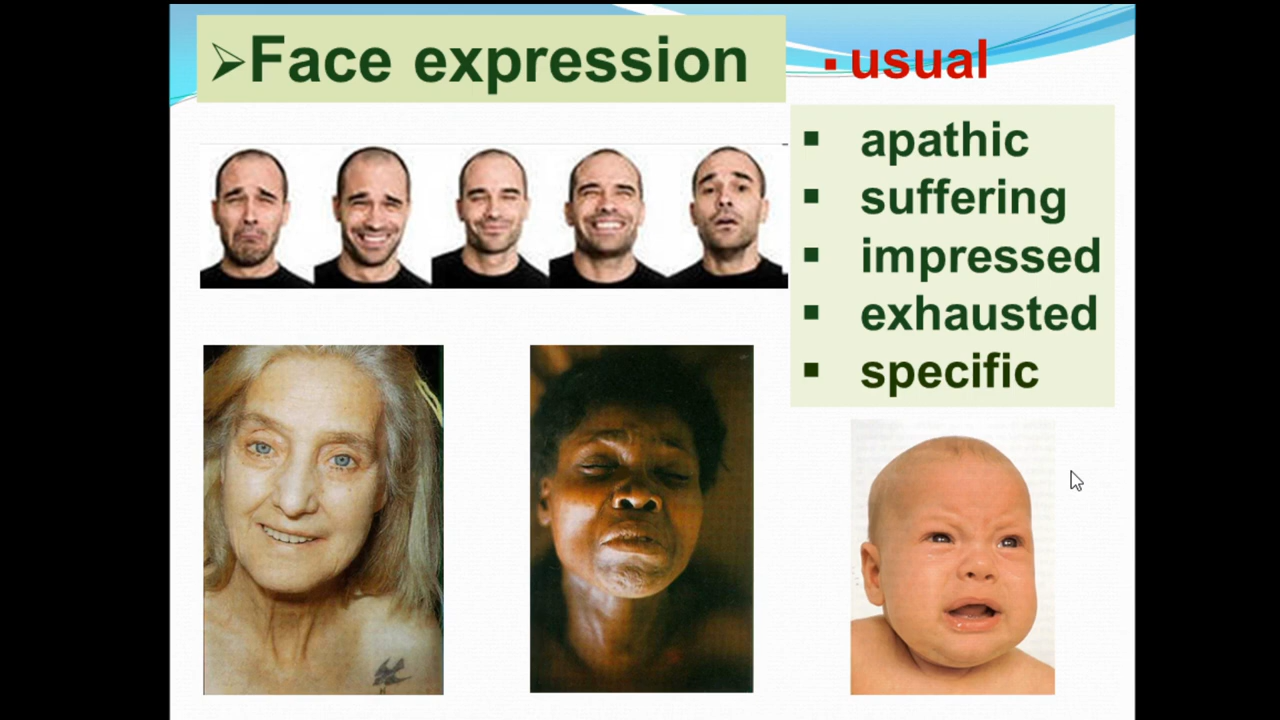 ➢Face expression
▪ usual
▪ apathic
▪ suffering
▪ impressed
▪ exhausted
▪ specific